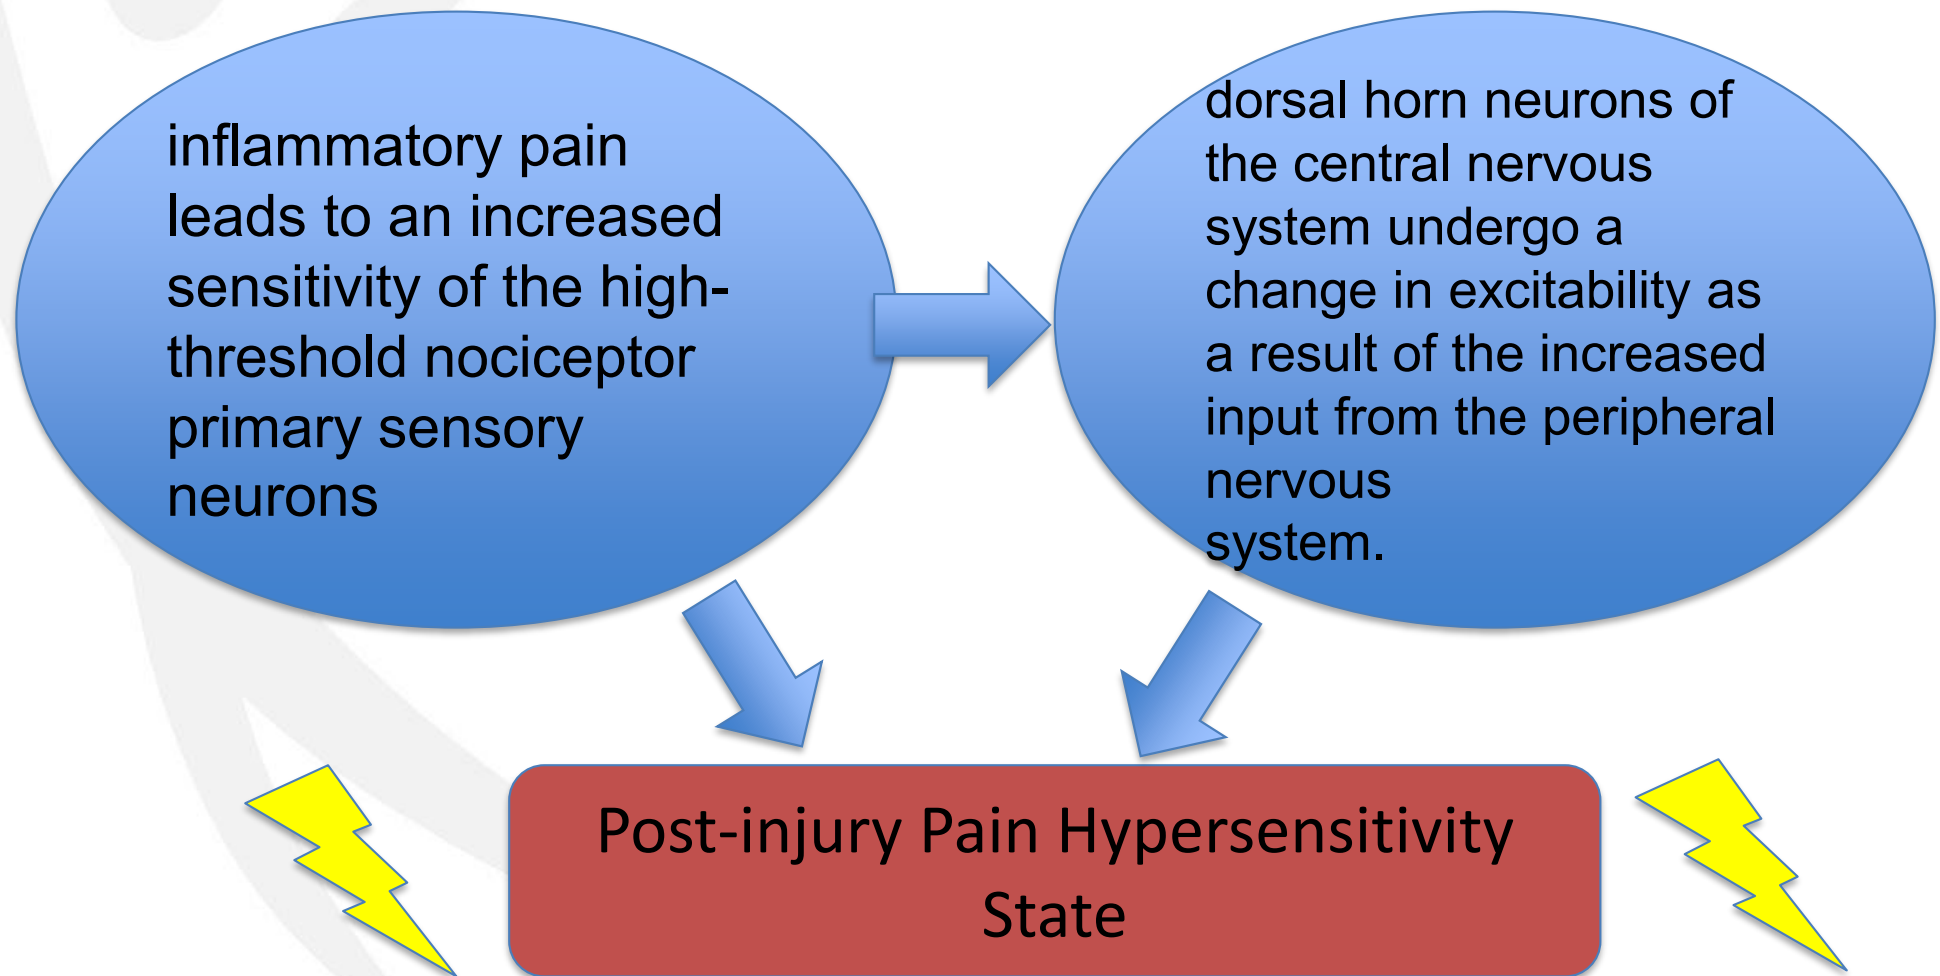 inflammatory pain
leads to an increased
sensitivity of the high-
threshold nociceptor
primary sensory
neurons
dorsal horn neurons of
the central nervous
system undergo a
change in excitability as
a result of the increased
input from the peripheral
nervous
system.
Post-injury Pain Hypersensitivity
State